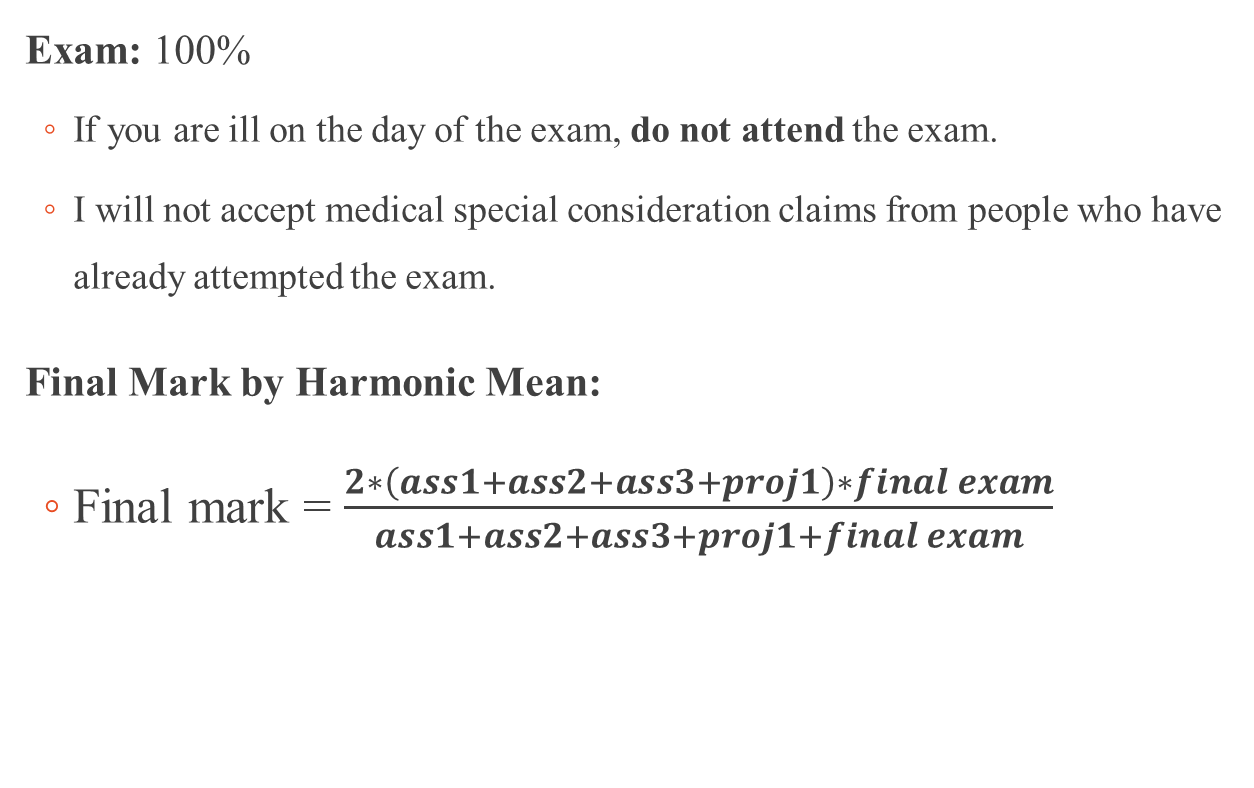 Exam: 100%
◦ If you are ill on the day of the exam, do not attend the exam.
◦ I will not accept medical special consideration claims from people who have
already attempted the exam.
Final Mark by Harmonic Mean:
◦ Final mark = 2∗(ass1+ass2+ass3+proj1)∗final exam
ass1+ass2+ass3+proj1+final exam